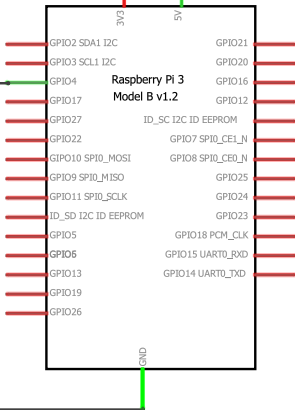 3V3
5V
GPIO2 SDA1 I2C
GPIO3 SCL1 I2C
GPIO4
GPIO17
GPIO27
GPIO22
GIPO10 SPI0_MOSI
GPIO9 SPI0_MISO
GPIO11 SPI0_SCLK
ID_SD I2C ID EEPROM
GPIO5
GPIO6
GPIO13
GPIO19
GPIO26
Raspberry Pi 3
Model B v1.2
GPIO21
GPIO20
GPIO16
GPIO12
ID_SC I2C ID EEPROM
GPIO7 SPI0_CE1_N
GPIO8 SPI0_CE0_N
GPIO25
GPIO24
GPIO23
GPIO18 PCM_CLK
GPIO15 UART0_RXD
GPIO14 UART0_TXD
GND